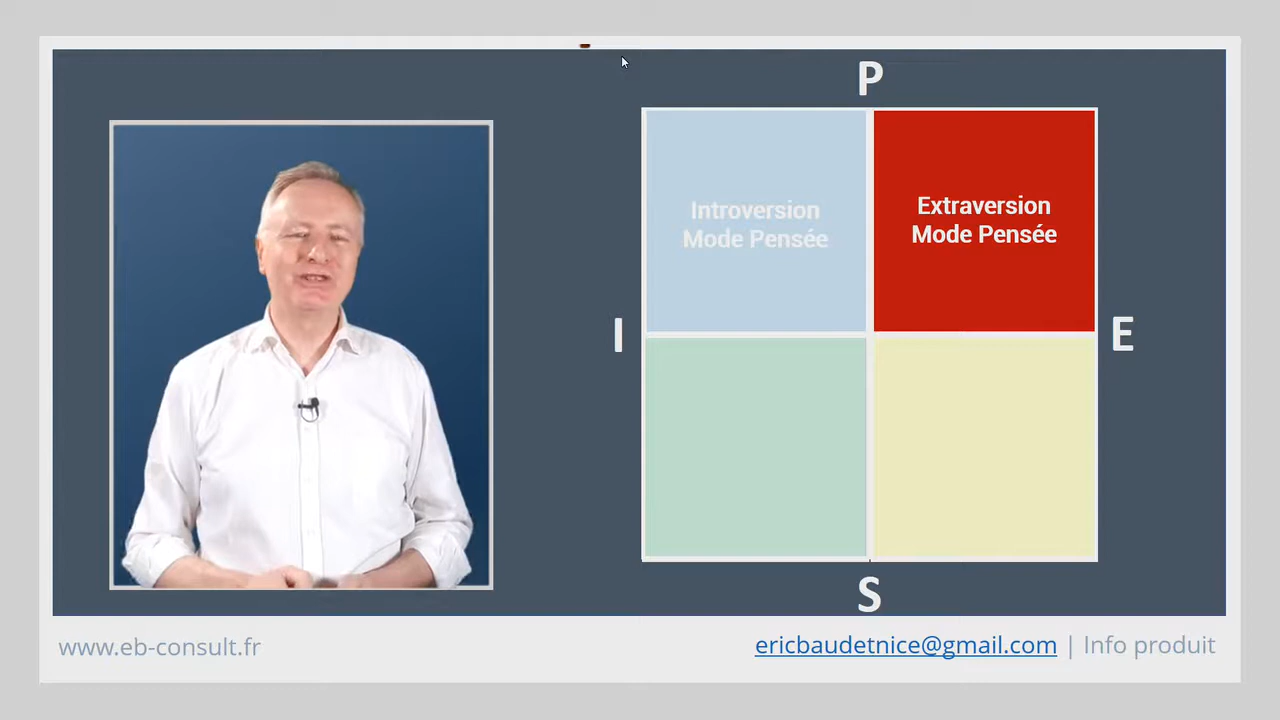 P
Introversion
Mode Pensée
Extraversion
Mode Pensée
I
E
S
www.eb-consult.fr
ericbaudetnice@gmail.com | Info produit